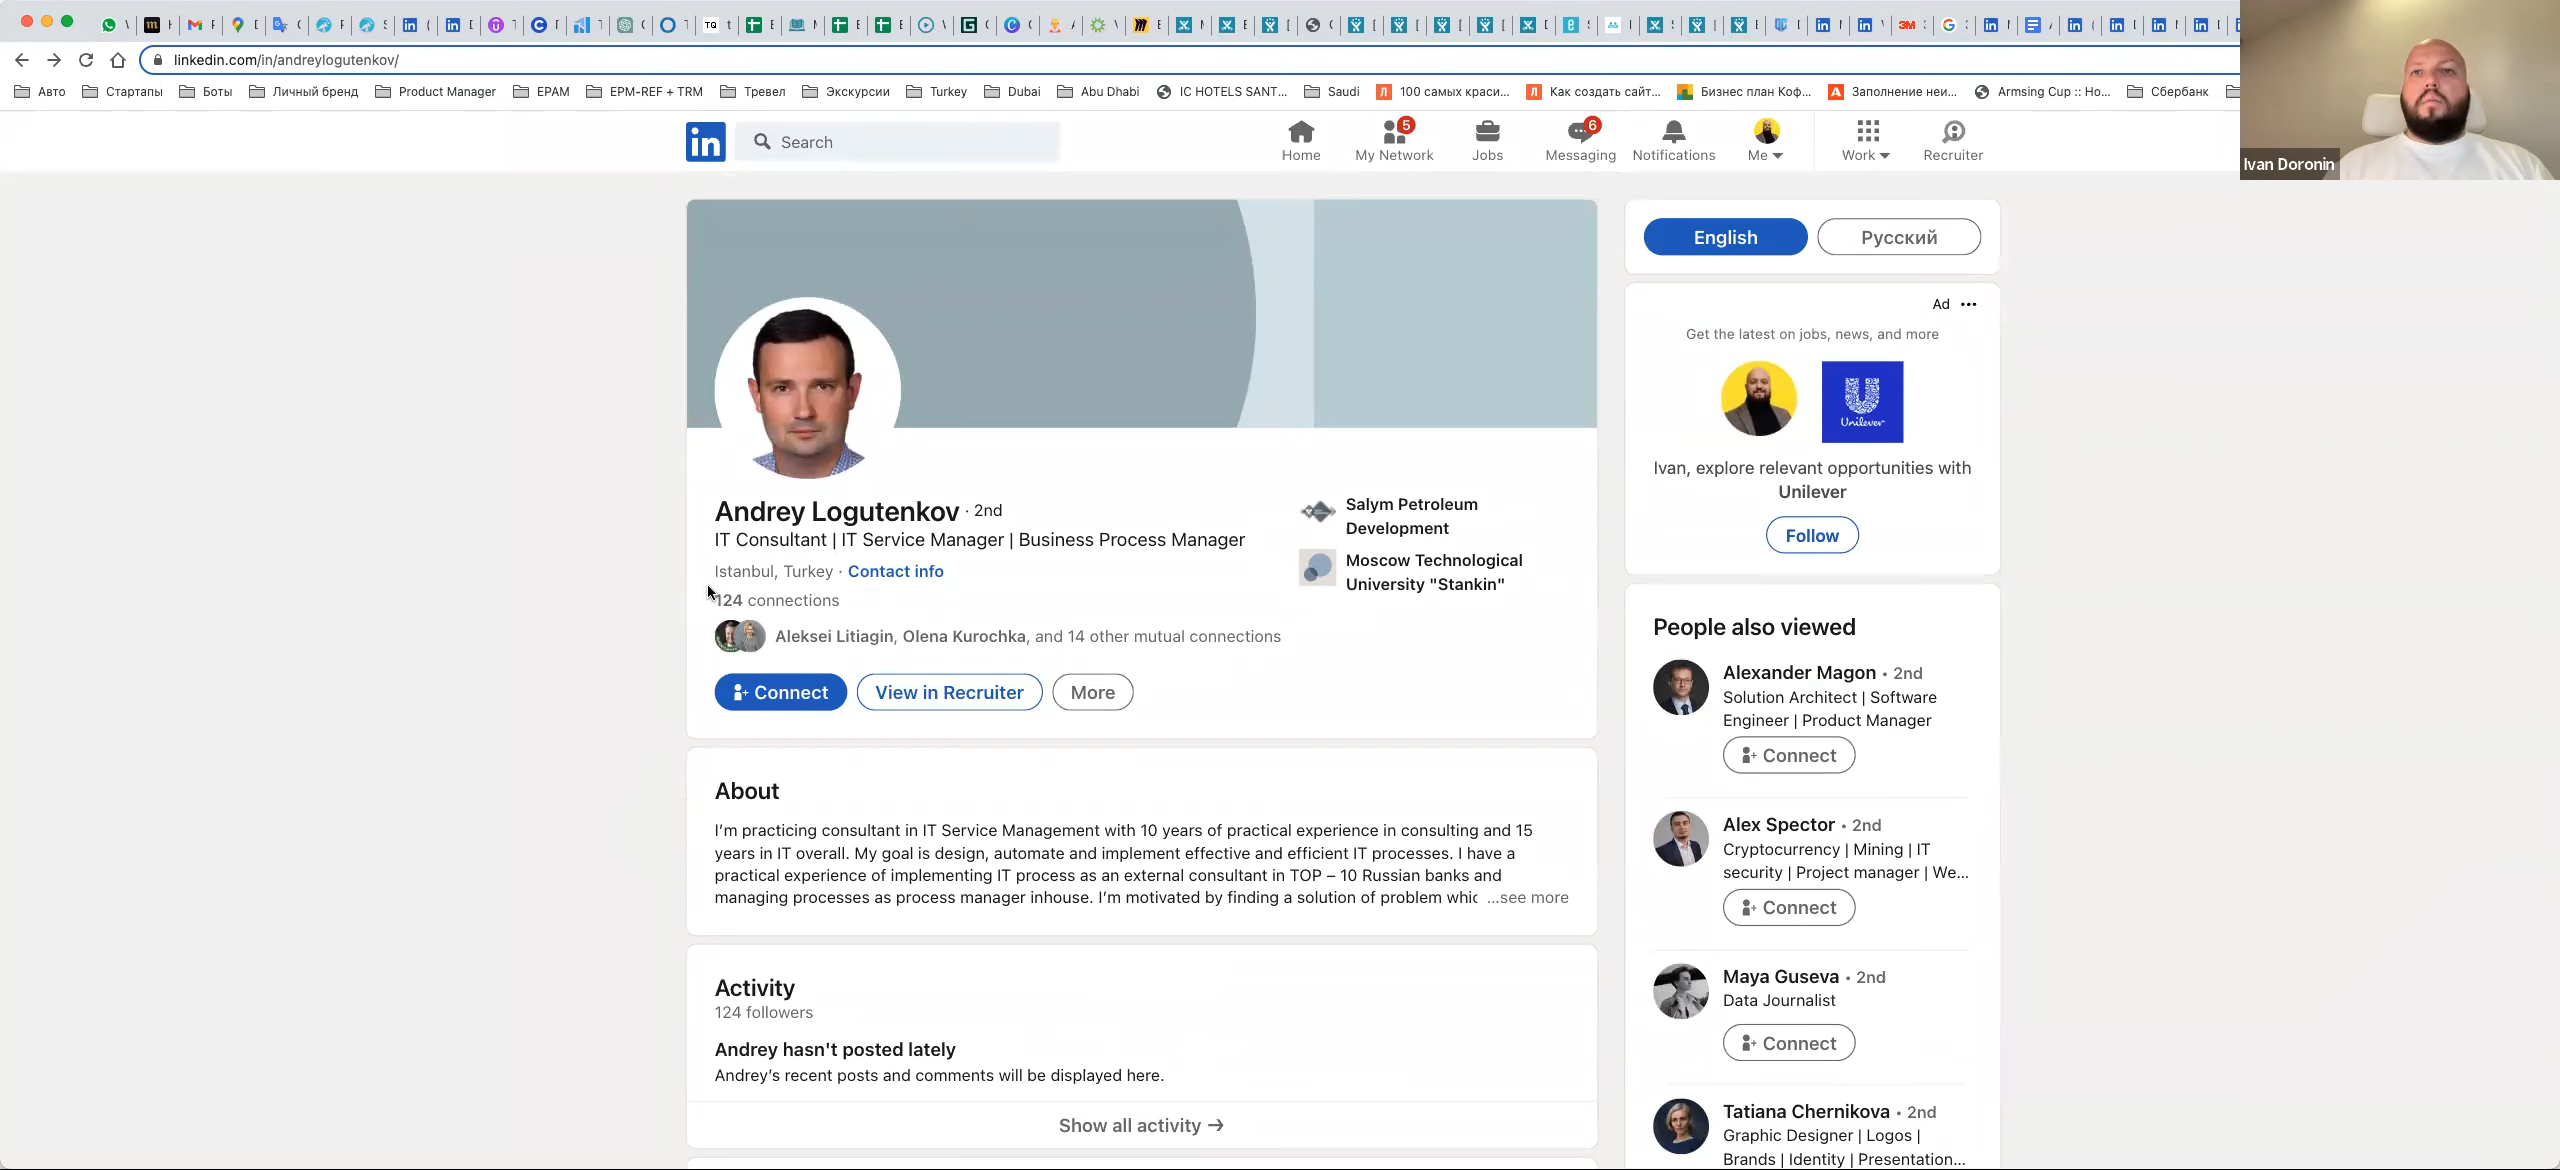 linkedin.com/in/andreylogutenkov/
Авто
Стартапы
Боты
Личный бренд
Product Manager
EPAM
EPM-REF + TRM
Тревел
Экскурсии
Turkey
Dubai
Abu Dhabi
IC HOTELS SANT...
Saudi
100 самых краси...
Как создать сайт...
Бизнес план Коф...
Заполнение неи...
Armsing Cup :: Ho...
Сбербанк
Ivan Doronin
in
Search
Home
5
My Network
Jobs
6
Messaging
Notifications
Me
Work
Recruiter
English
Русский
Andrey Logutenkov · 2nd
IT Consultant | IT Service Manager | Business Process Manager
Istanbul, Turkey · Contact info
124 connections
Aleksei Litiagin, Olena Kurochka, and 14 other mutual connections
Connect
View in Recruiter
More
Salym Petroleum
Development
Moscow Technological
University "Stankin"
About
I'm practicing consultant in IT Service Management with 10 years of practical experience in consulting and 15
years in IT overall. My goal is design, automate and implement effective and efficient IT processes. I have a
practical experience of implementing IT process as an external consultant in TOP – 10 Russian banks and
managing processes as process manager inhouse. I'm motivated by finding a solution of problem whic ...see more
Activity
124 followers
Andrey hasn't posted lately
Andrey's recent posts and comments will be displayed here.
Show all activity →
Ad •••
Get the latest on jobs, news, and more
Unilever
Ivan, explore relevant opportunities with
Unilever
Follow
People also viewed
Alexander Magon • 2nd
Solution Architect | Software
Engineer | Product Manager
Connect
Alex Spector • 2nd
Cryptocurrency | Mining | IT
security | Project manager | We...
Connect
Maya Guseva • 2nd
Data Journalist
Connect
Tatiana Chernikova • 2nd
Graphic Designer | Logos |
Brands | Identity | Presentation...